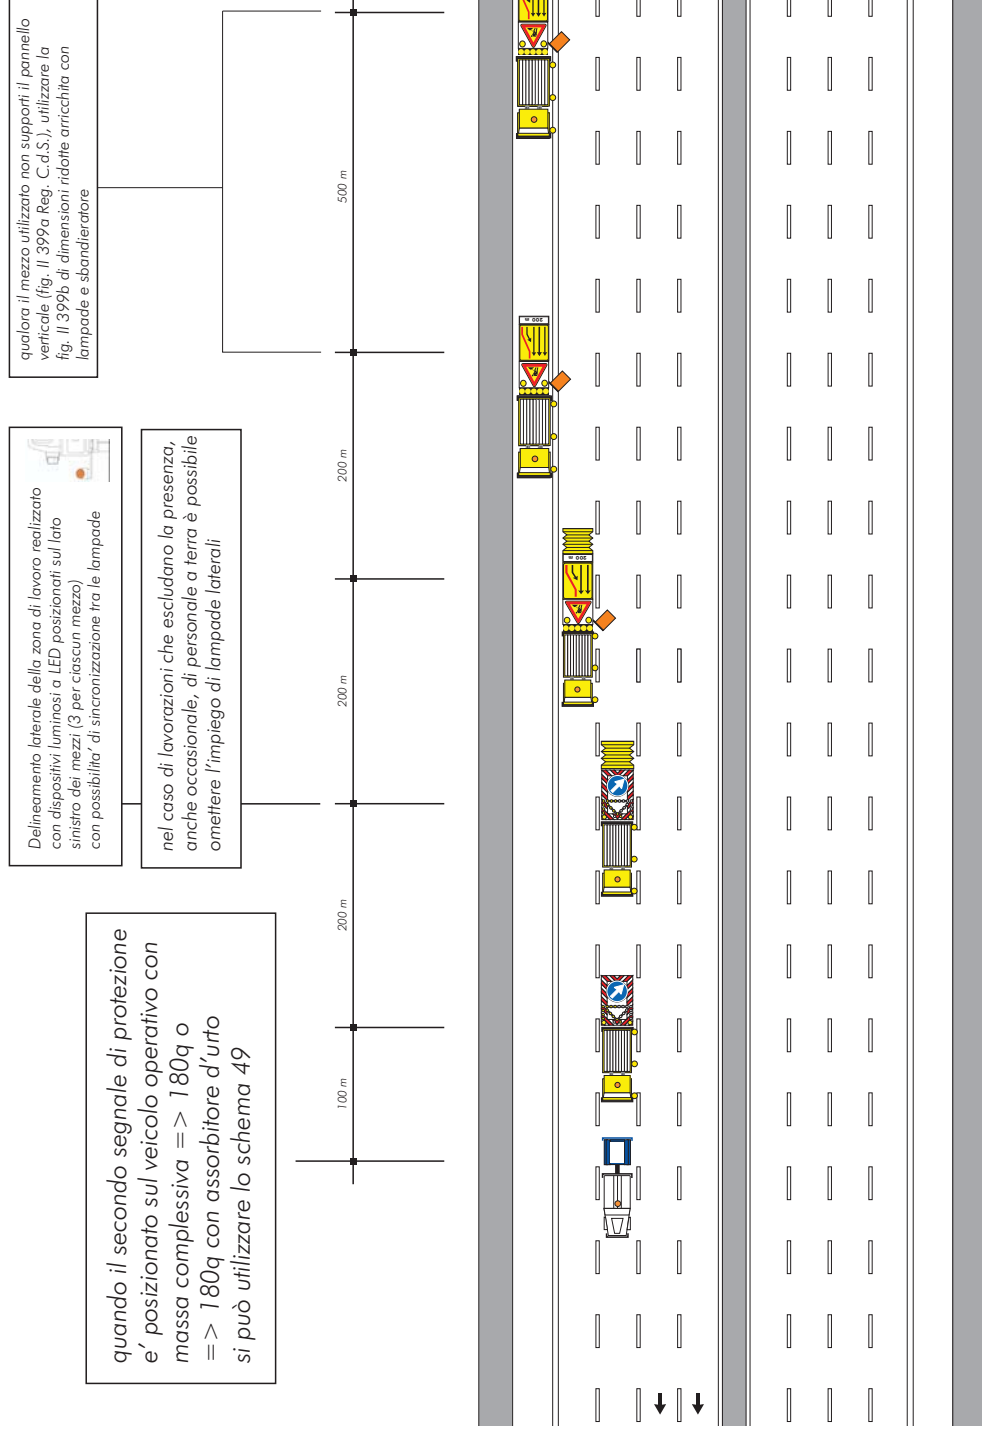 qualora il mezzo utilizzato non supporti il pannello
verticale (fig. II 399a Reg. C.d.S.), utilizzare la
fig. II 399b di dimensioni ridotte arricchita con
lampade e sbandieratore
Delineamento laterale della zona di lavoro realizzato
con dispositivi luminosi a LED posizionati sul lato
sinistro dei mezzi (3 per ciascun mezzo)
con possibilita' di sincronizzazione tra le lampade
nel caso di lavorazioni che escludano la presenza,
anche occasionale, di personale a terra è possibile
omettere l'impiego di lampade laterali
quando il secondo segnale di protezione
e' posizionato sul veicolo operativo con
massa complessiva => 180q o
=> 180q con assorbitore d'urto
si può utilizzare lo schema 49
500 m
200 m
200 m
200 m
100 m
200 m
200 m